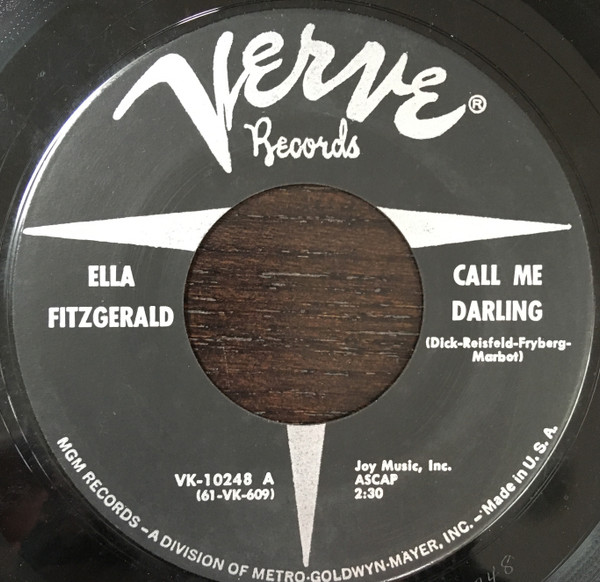 Verve®
Records
ELLA
FITZGERALD
CALL ME
DARLING
(Dick-Reisfeld-Fryberg-
Marbot)
VK-10248 A
(61-VK-609)
Joy Music, Inc.
ASCAP
2:30
MGM RECORDS - A DIVISION OF METRO-GOLDWYN-MAYER, INC. - Made in U. S. A.